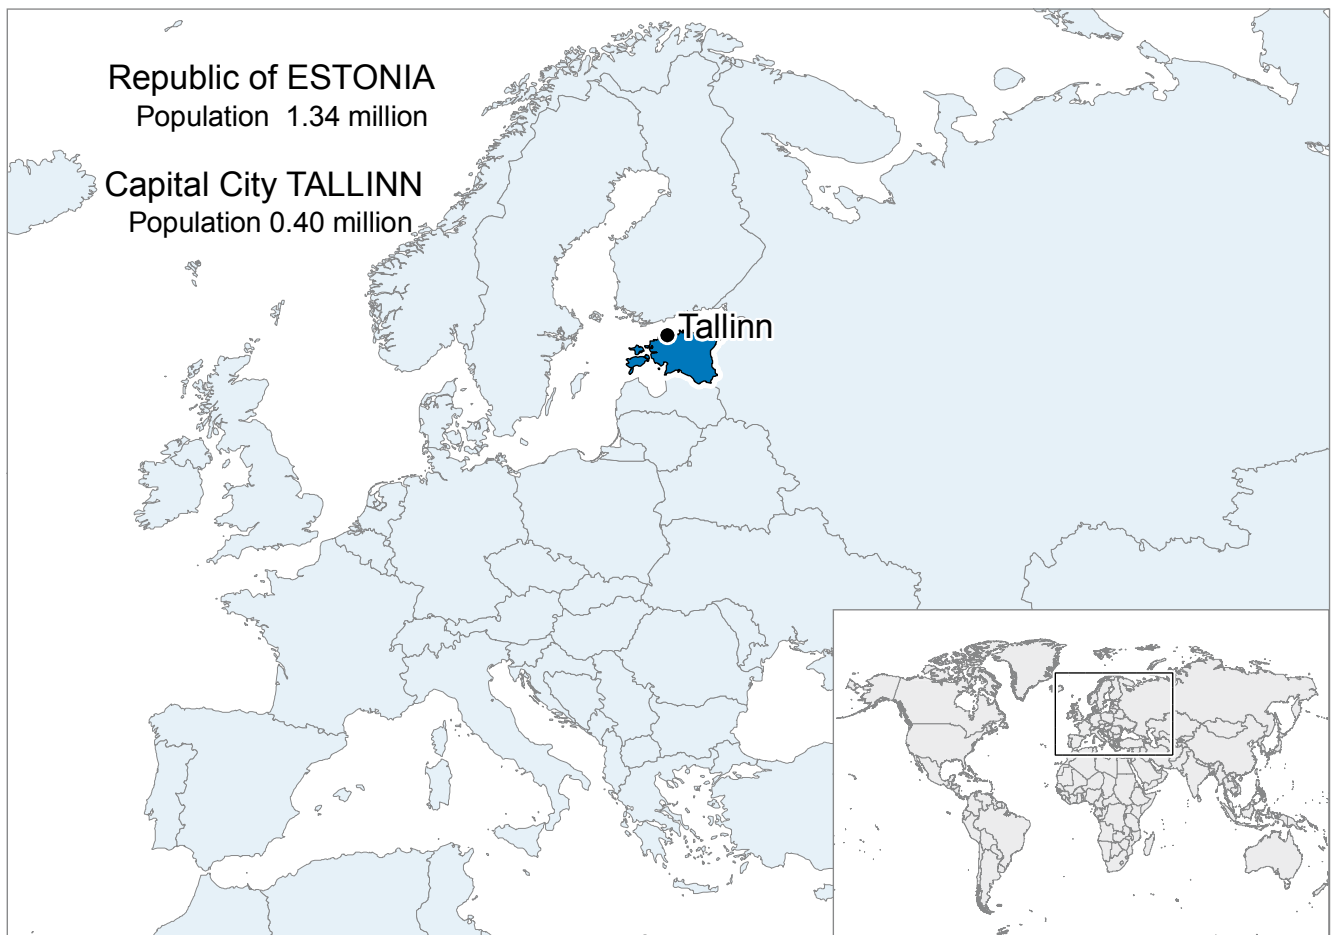 Republic of ESTONIA
Population 1.34 million
Capital City TALLINN
Population 0.40 million
Tallinn